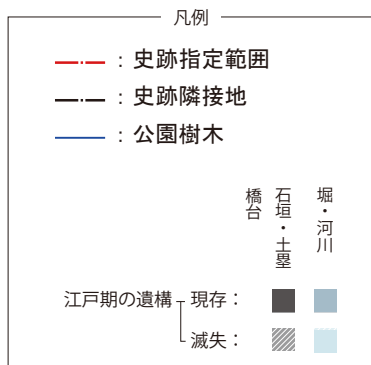 凡例
：史跡指定範囲
：史跡隣接地
：公園樹木
橋台
石垣・土塁
堀・河川
江戸期の遺構
現存：
滅失：